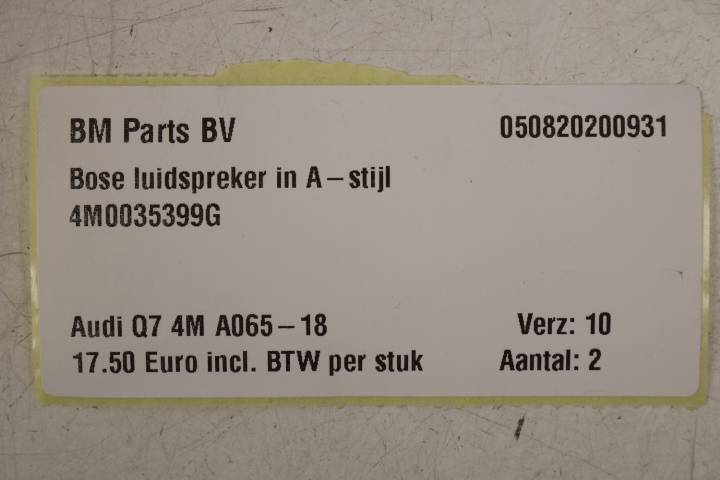 BM Parts BV 050820200931
Bose luidspreker in A-stijl
4M0035399G
Audi Q7 4M A065-18 Verz: 10
17.50 Euro incl. BTW per stuk Aantal: 2